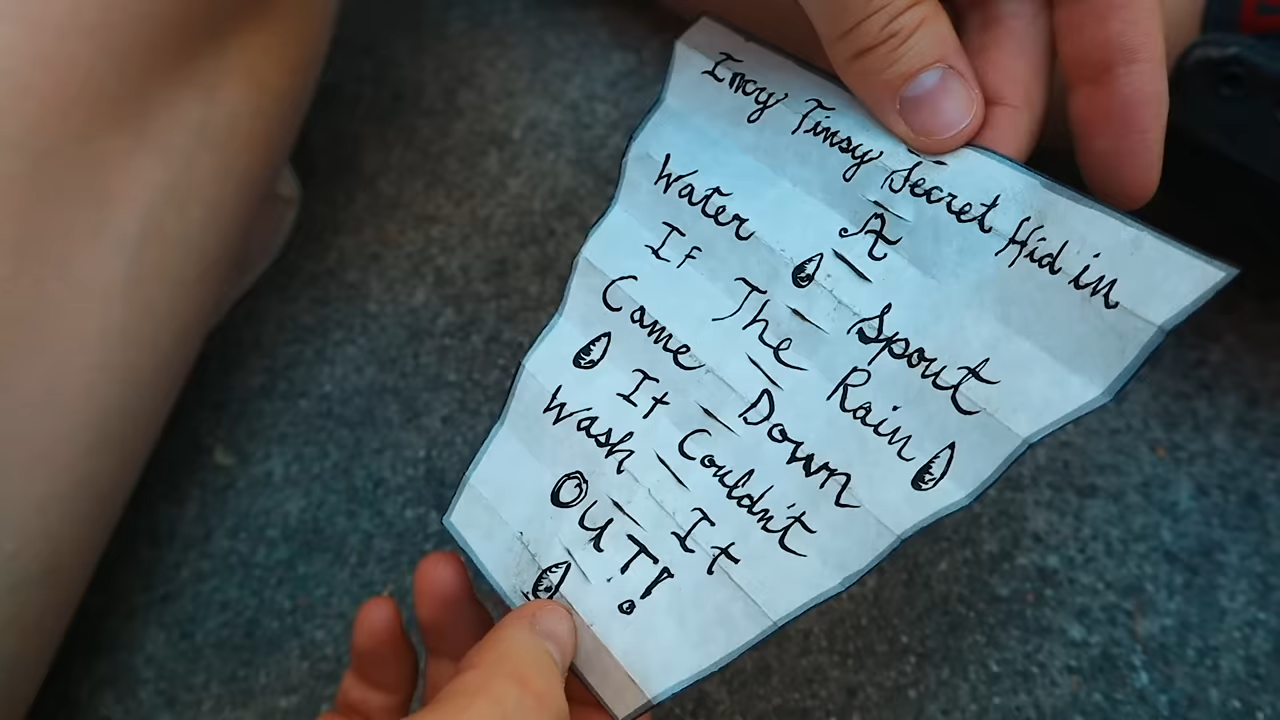 Incy Tinsy Secret Hid in
A
Water Spout
If The Rain
Came Down
It Couldn't
Wash It
OUT!